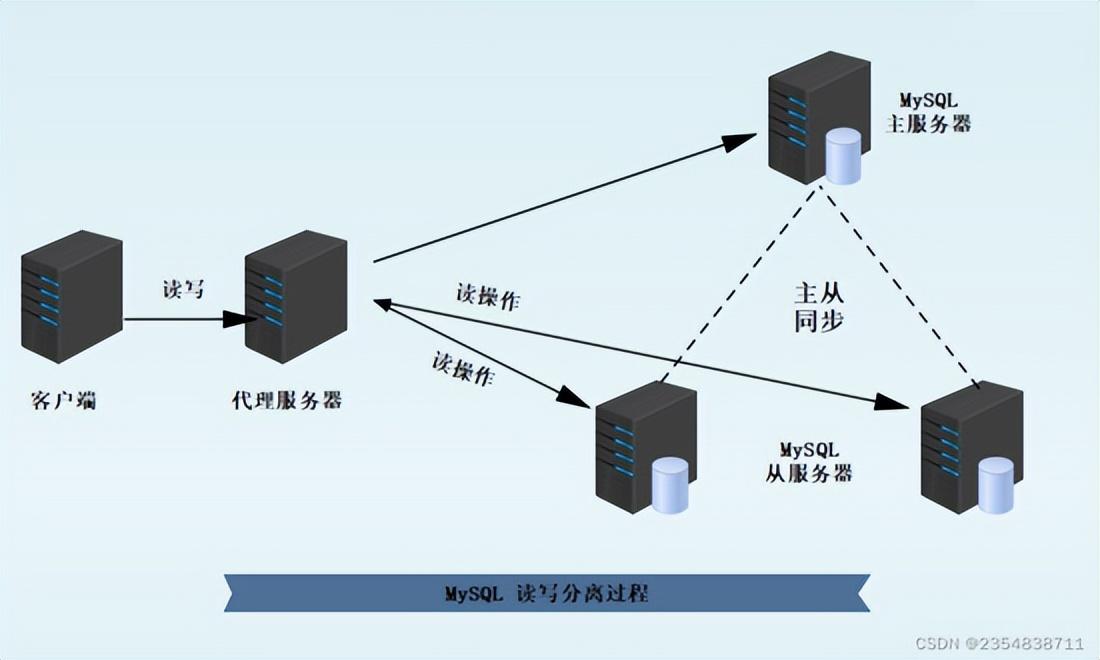 MySQL
主服务器
读写
读操作
主从
同步
读操作
客户端
代理服务器
MySQL
从服务器
MySQL 读写分离过程
CSDN @2354838711